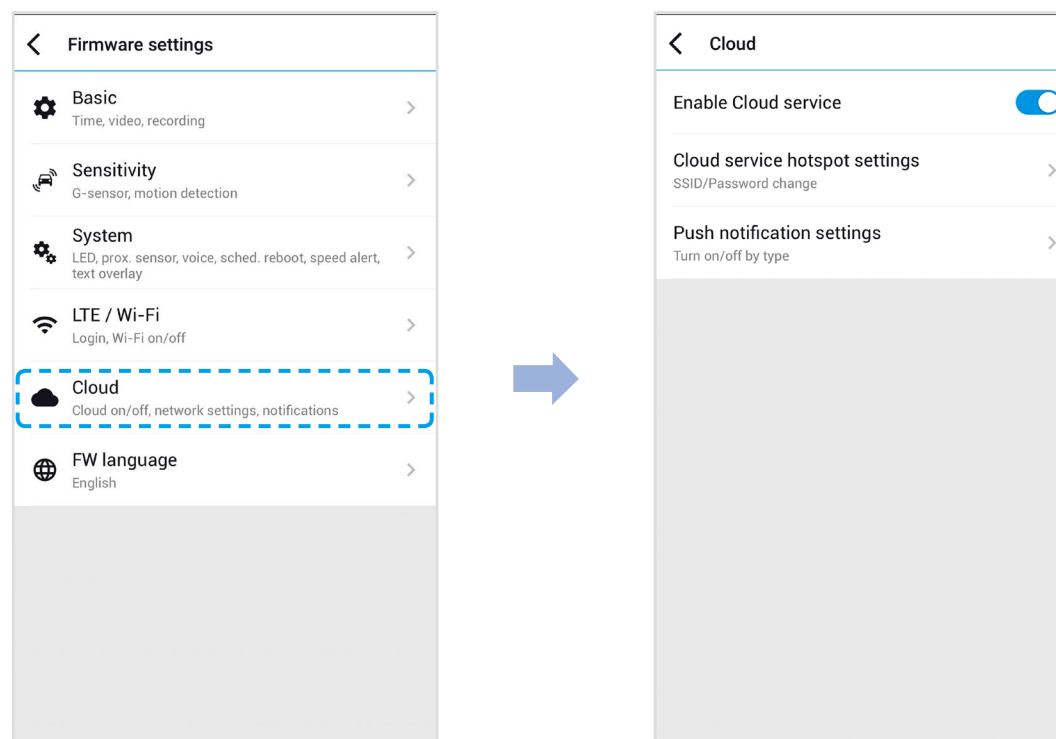 Firmware settings
Basic
Time, video, recording
Sensitivity
G-sensor, motion detection
System
LED, prox. sensor, voice, sched. reboot, speed alert,
text overlay
LTE / Wi-Fi
Login, Wi-Fi on/off
Cloud
Cloud on/off, network settings, notifications
FW language
English
Cloud
Enable Cloud service
Cloud service hotspot settings
SSID/Password change
Push notification settings
Turn on/off by type